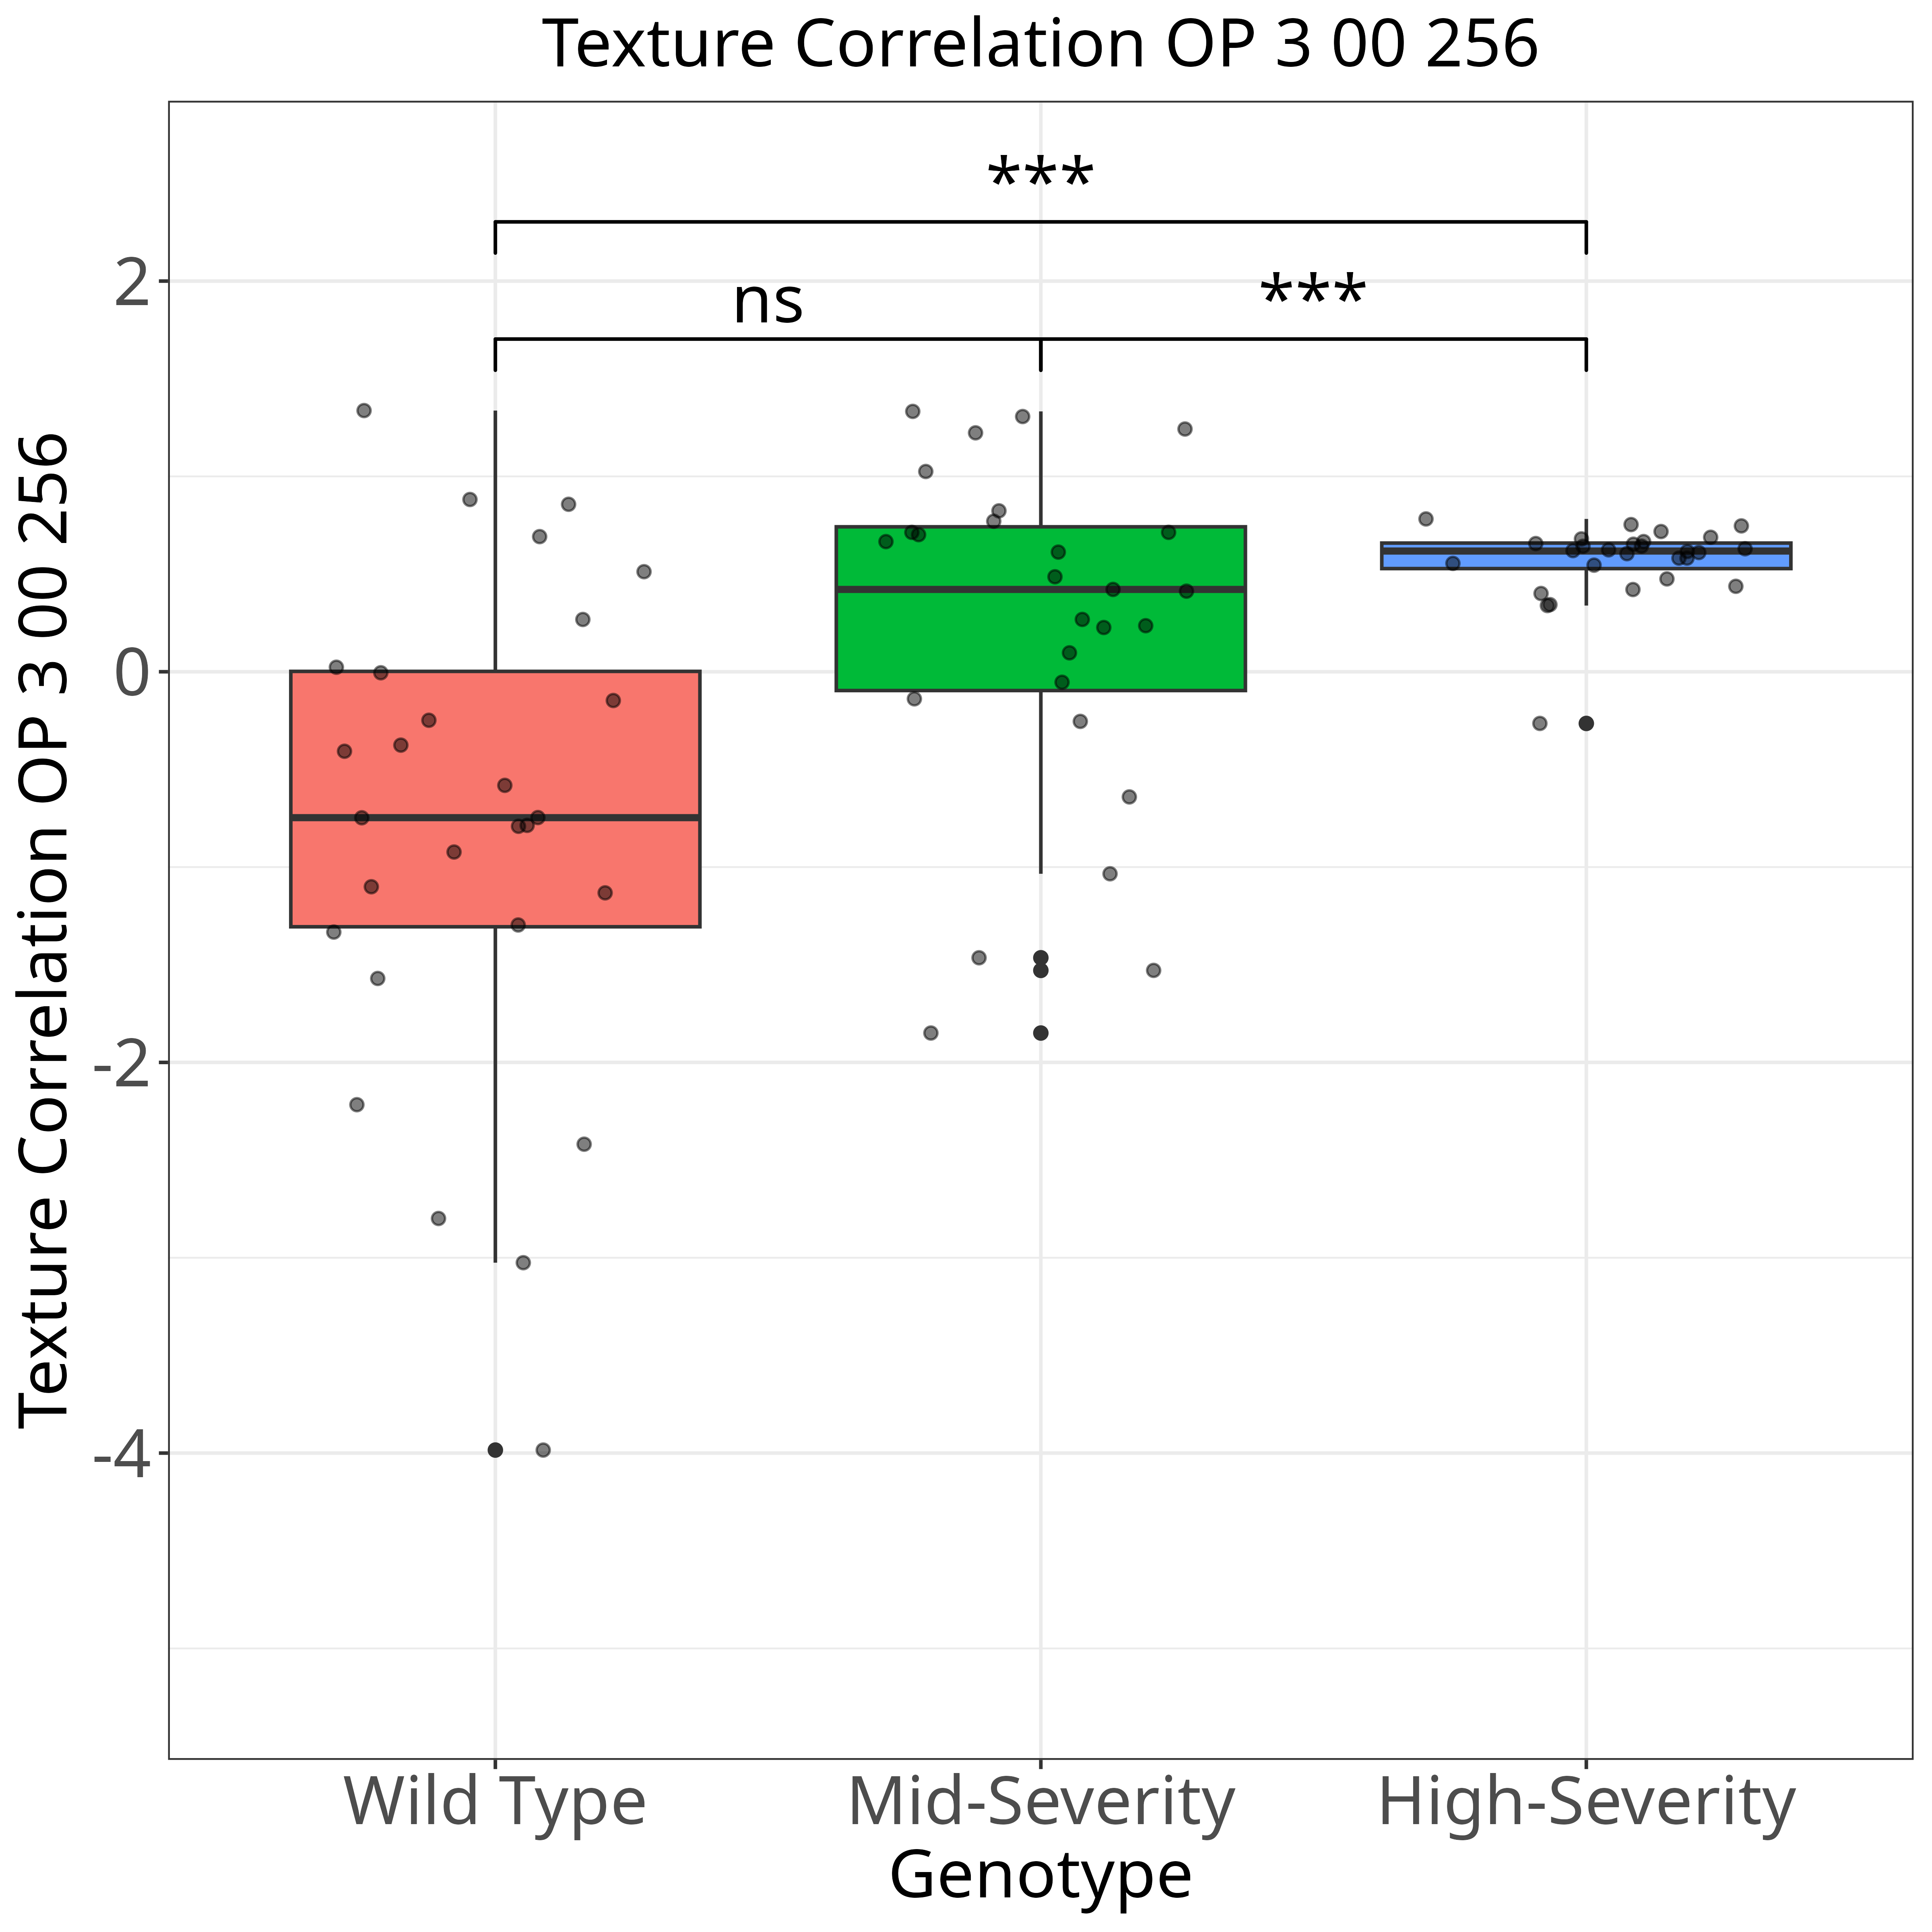 Texture Correlation OP 3 00 256
***
ns
***
2
0
-2
-4
Texture Correlation OP 3 00 256
Wild Type
Mid-Severity
High-Severity
Genotype